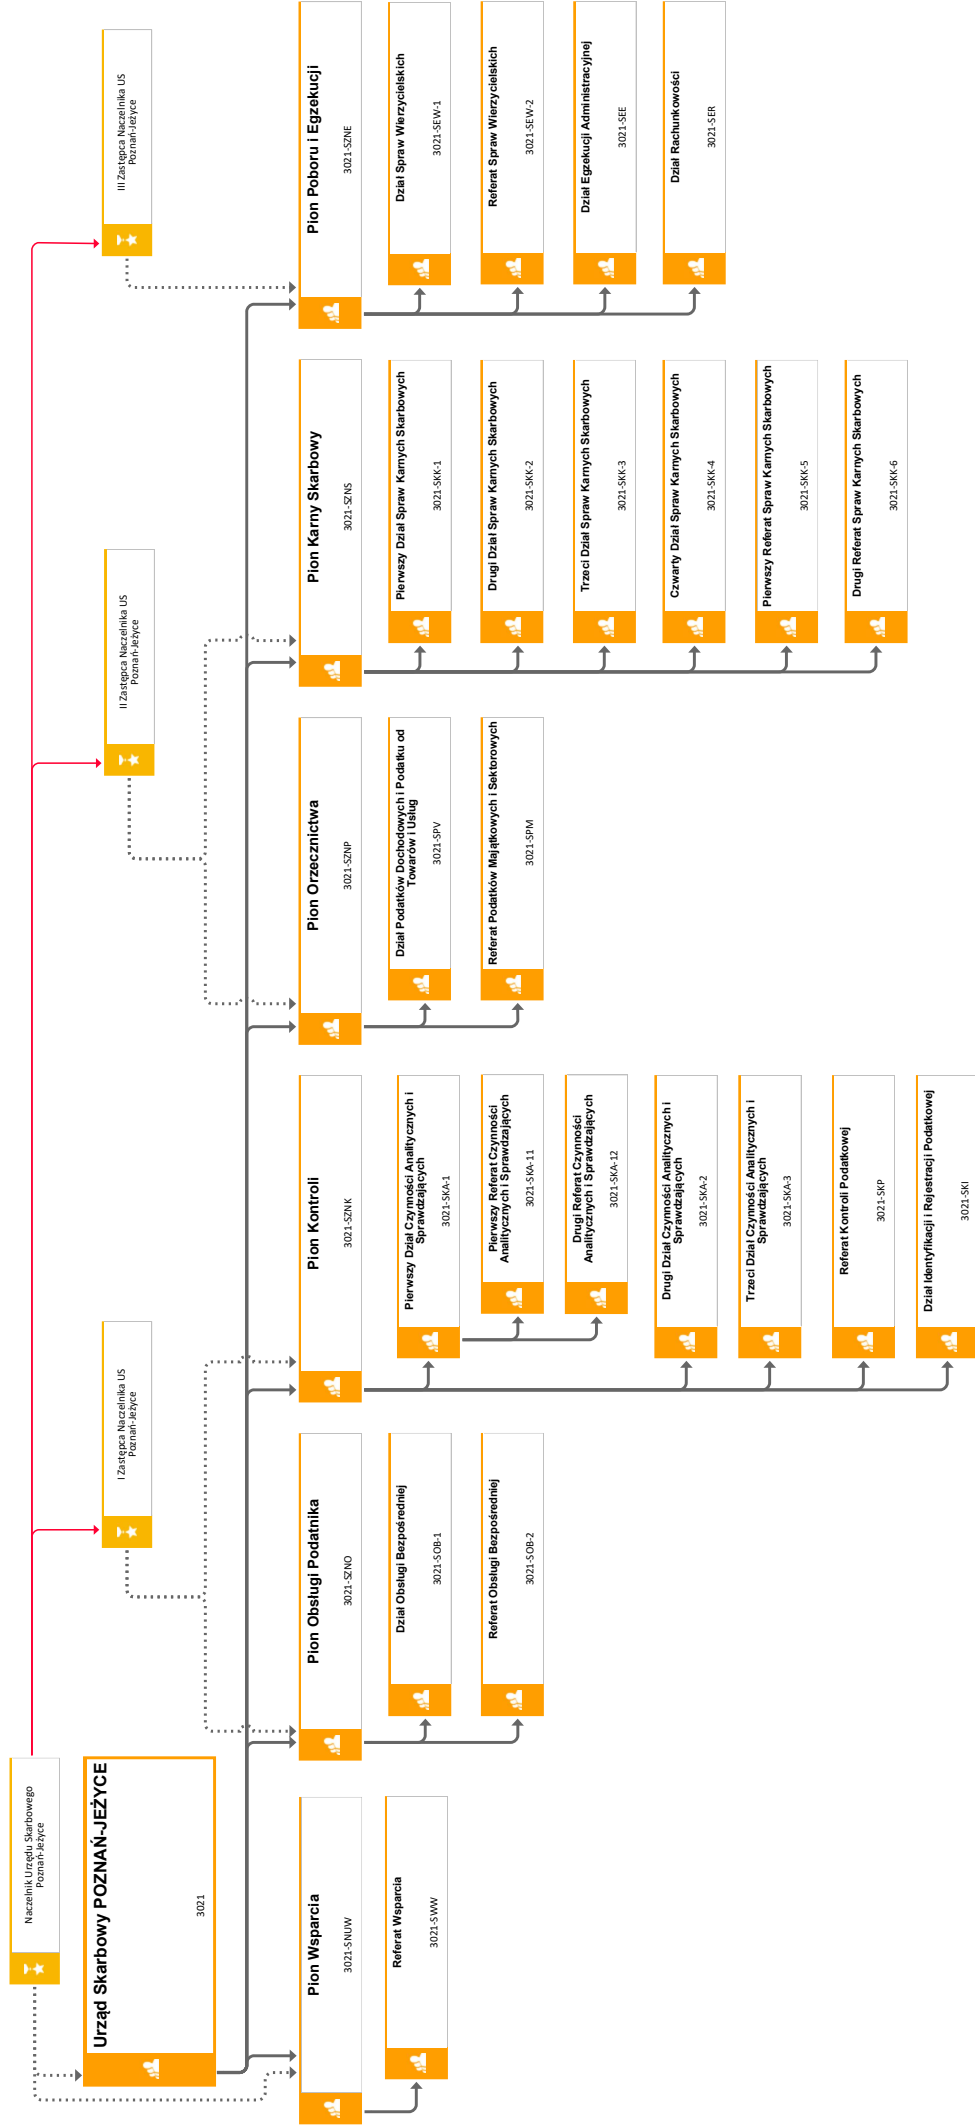 Naczelnik Urzędu Skarbowego
Poznań-Jeżyce
Urząd Skarbowy POZNAŃ-JEŻYCE
3021
I Zastępca Naczelnika US
Poznań-Jeżyce
II Zastępca Naczelnika US
Poznań-Jeżyce
III Zastępca Naczelnika US
Poznań-Jeżyce
Pion Wsparcia
3021-SNUW
Referat Wsparcia
3021-SWW
Pion Obsługi Podatnika
3021-SZNO
Dział Obsługi Bezpośredniej
3021-SOB-1
Referat Obsługi Bezpośredniej
3021-SOB-2
Pion Kontroli
3021-SZNK
Pierwszy Dział Czynności Analitycznych i
Sprawdzających
3021-SKA-1
Pierwszy Referat Czynności
Analitycznych i Sprawdzających
3021-SKA-11
Drugi Referat Czynności
Analitycznych i Sprawdzających
3021-SKA-12
Drugi Dział Czynności Analitycznych i
Sprawdzających
3021-SKA-2
Trzeci Dział Czynności Analitycznych i
Sprawdzających
3021-SKA-3
Referat Kontroli Podatkowej
3021-SKP
Dział Identyfikacji i Rejestracji Podatkowej
3021-SKI
Pion Orzecznictwa
3021-SZNP
Dział Podatków Dochodowych i Podatku od
Towarów i Usług
3021-SPV
Referat Podatków Majątkowych i Sektorowych
3021-SPM
Pion Karny Skarbowy
3021-SZNS
Pierwszy Dział Spraw Karnych Skarbowych
3021-SKK-1
Drugi Dział Spraw Karnych Skarbowych
3021-SKK-2
Trzeci Dział Spraw Karnych Skarbowych
3021-SKK-3
Czwarty Dział Spraw Karnych Skarbowych
3021-SKK-4
Pierwszy Referat Spraw Karnych Skarbowych
3021-SKK-5
Drugi Referat Spraw Karnych Skarbowych
3021-SKK-6
Pion Poboru i Egzekucji
3021-SZNE
Dział Spraw Wierzycielskich
3021-SEW-1
Referat Spraw Wierzycielskich
3021-SEW-2
Dział Egzekucji Administracyjnej
3021-SEE
Dział Rachunkowości
3021-SER